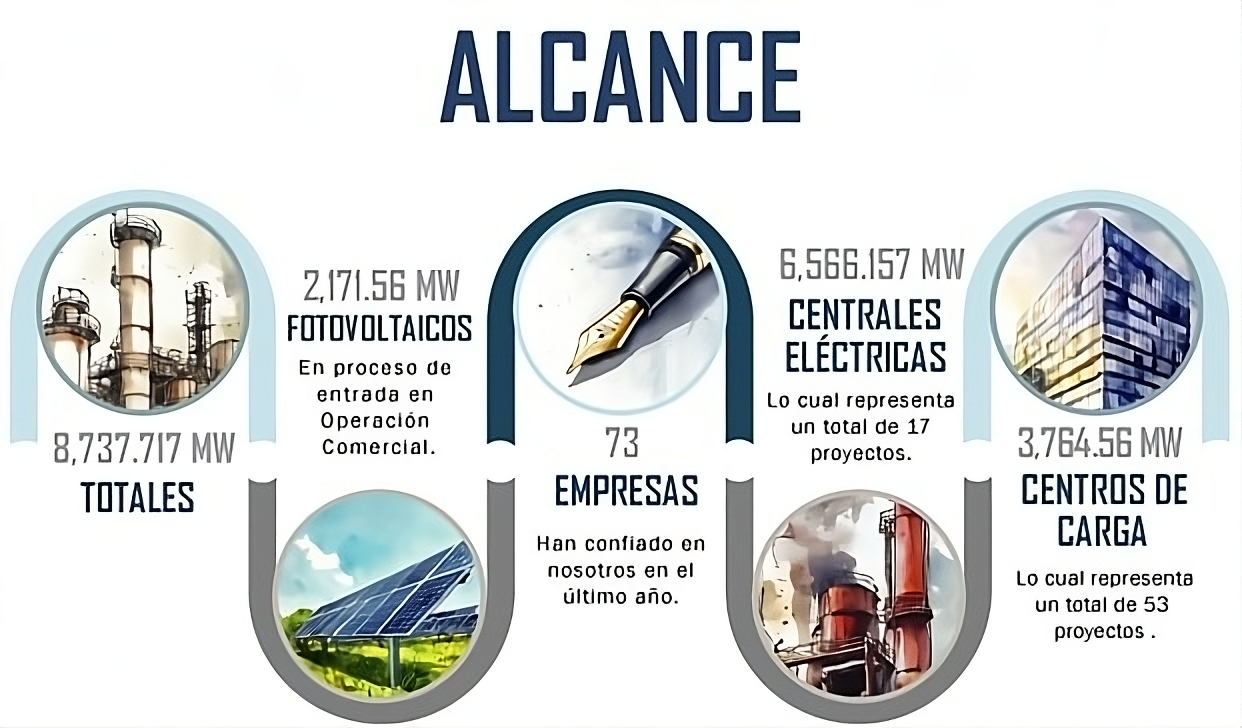 ALCANCE
8,737.717 MW
TOTALES
2,171.56 MW
FOTOVOLTAICOS
En proceso de
entrada en
Operación
Comercial.
73
EMPRESAS
Han confiado en
nosotros en el
último año.
6,566.157 MW
CENTRALES
ELÉCTRICAS
Lo cual representa
un total de 17
proyectos.
3,764.56 MW
CENTROS DE
CARGA
Lo cual representa
un total de 53
proyectos .